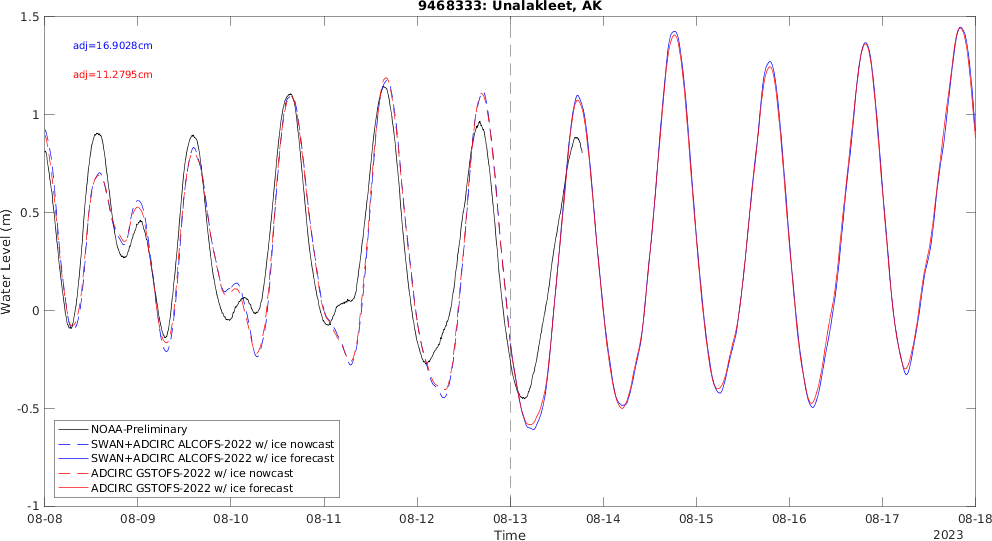 9468333: Unalakleet, AK
adj=16.9028cm
adj=11.2795cm
Water Level (m)
1.5
1
0.5
0
-0.5
-1
NOAA-Preliminary
SWAN+ADCIRC ALCOFS-2022 w/ ice nowcast
SWAN+ADCIRC ALCOFS-2022 w/ ice forecast
ADCIRC GSTOFS-2022 w/ ice nowcast
ADCIRC GSTOFS-2022 w/ ice forecast
08-08 08-09 08-10 08-11 08-12 08-13 08-14 08-15 08-16 08-17 08-18
Time
2023